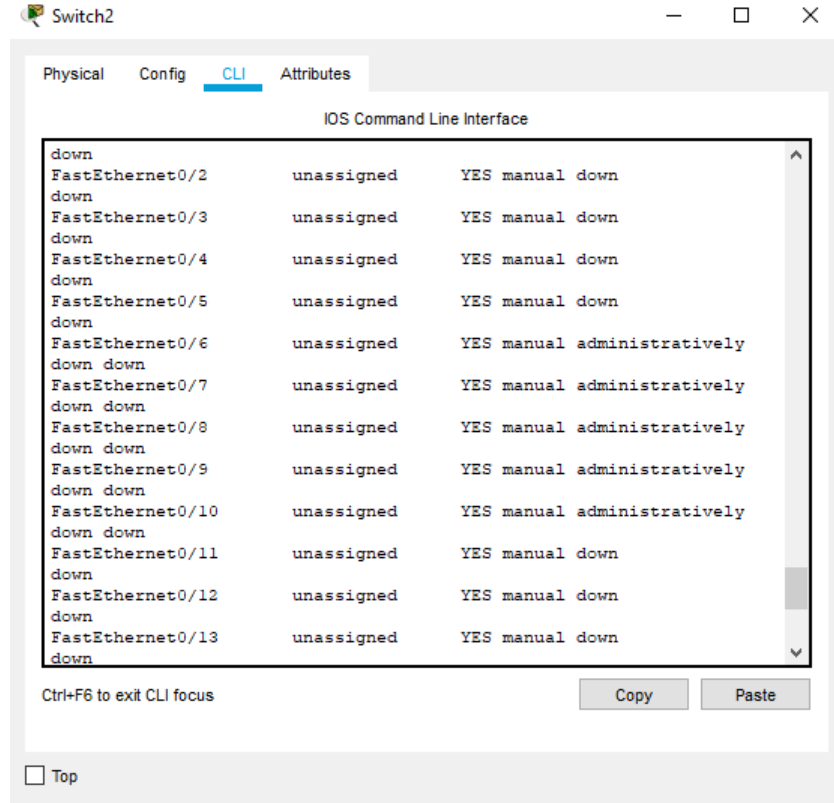 Switch2
Physical Config CLI Attributes
IOS Command Line Interface
down
FastEthernet0/2 unassigned YES manual down
down
FastEthernet0/3 unassigned YES manual down
down
FastEthernet0/4 unassigned YES manual down
down
FastEthernet0/5 unassigned YES manual down
down
FastEthernet0/6 unassigned YES manual administratively
down down
FastEthernet0/7 unassigned YES manual administratively
down down
FastEthernet0/8 unassigned YES manual administratively
down down
FastEthernet0/9 unassigned YES manual administratively
down down
FastEthernet0/10 unassigned YES manual administratively
down down
FastEthernet0/11 unassigned YES manual down
down
FastEthernet0/12 unassigned YES manual down
down
FastEthernet0/13 unassigned YES manual down
down
Ctrl+F6 to exit CLI focus Copy Paste
Top